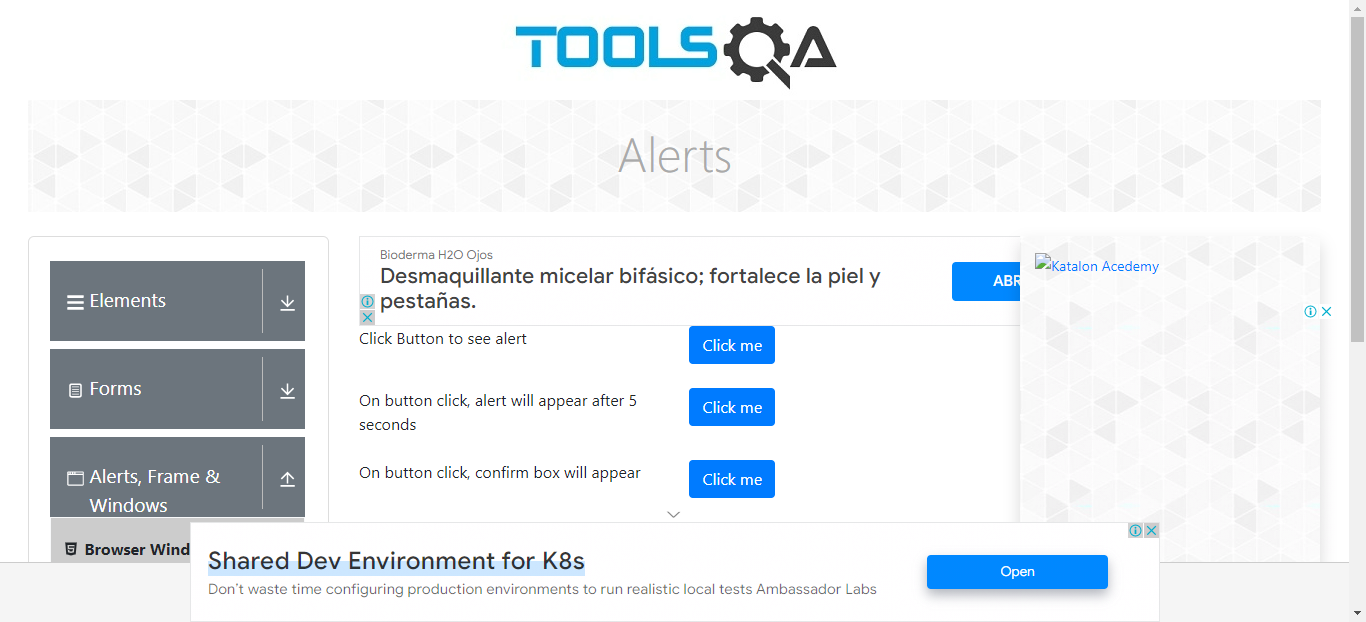 TOOLSQA
Alerts
Elements
Forms
Alerts, Frame &
Windows
Browser Wind
Bioderma H2O Ojos
Desmaquillante micelar bifásico; fortalece la piel y
pestañas.
ABR
Click Button to see alert
Click me
On button click, alert will appear after 5
seconds
Click me
On button click, confirm box will appear
Click me
Katalon Acedemy
Shared Dev Environment for K8s
Don't waste time configuring production environments to run realistic local tests Ambassador Labs
Open